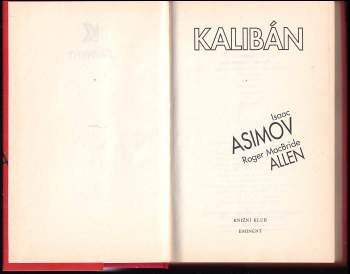 KALIBÁN
Isaac
ASIMOV
Roger MacBride
ALLEN
KNIŽNÍ KLUB
EMINENT